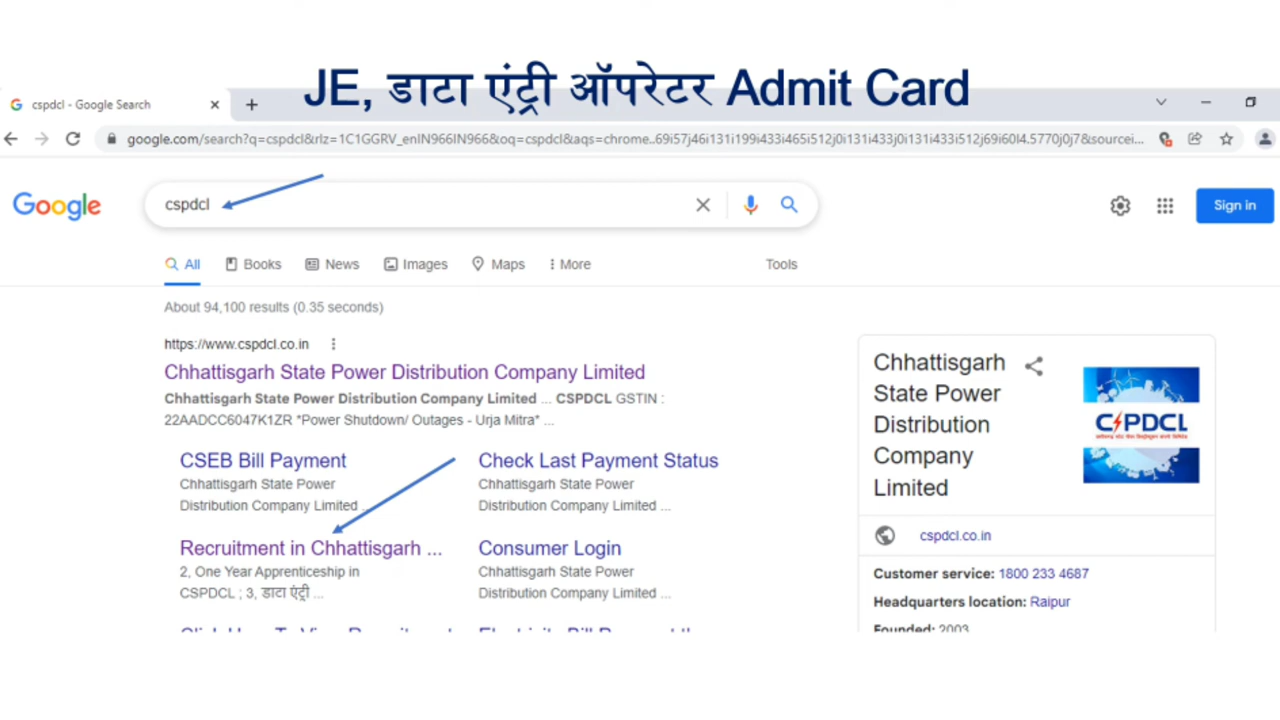 JE, डाटा एंट्री ऑपरेटर Admit Card
cspdcl - Google Search
google.com/search?q=cspdcl&rlz=1C1GGRV_enIN966IN966&oq=cspdcl&aqs=chrome..69i57j46i131i199i433i465i512j0i131i433j0i131i433i512j69i60l4.5770j0j7&sourcei...
Google
cspdcl
Sign in
All Books News Images Maps More Tools
About 94,100 results (0.35 seconds)
https://www.cspdcl.co.in
Chhattisgarh State Power Distribution Company Limited
Chhattisgarh State Power Distribution Company Limited ... CSPDCL GSTIN :
22AADCC6047K1ZR *Power Shutdown/ Outages - Urja Mitra* ...
CSEB Bill Payment
Chhattisgarh State Power
Distribution Company Limited ...
Check Last Payment Status
Chhattisgarh State Power
Distribution Company Limited ...
Recruitment in Chhattisgarh ...
2, One Year Apprenticeship in
CSPDCL ; 3, डाटा एंट्री ...
Consumer Login
Chhattisgarh State Power
Distribution Company Limited ...
Chhattisgarh
State Power
Distribution
Company
Limited
CSPDCL
cspdcl.co.in
Customer service: 1800 233 4687
Headquarters location: Raipur
Founded: 2003